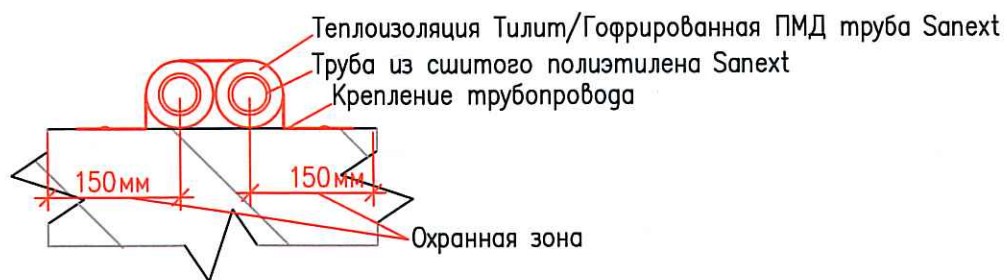 Теплоизоляция Тилит/Гофрированная ПМД труба Sanext
Труба из сшитого полиэтилена Sanext
Крепление трубопровода
150мм
150мм
Охранная зона